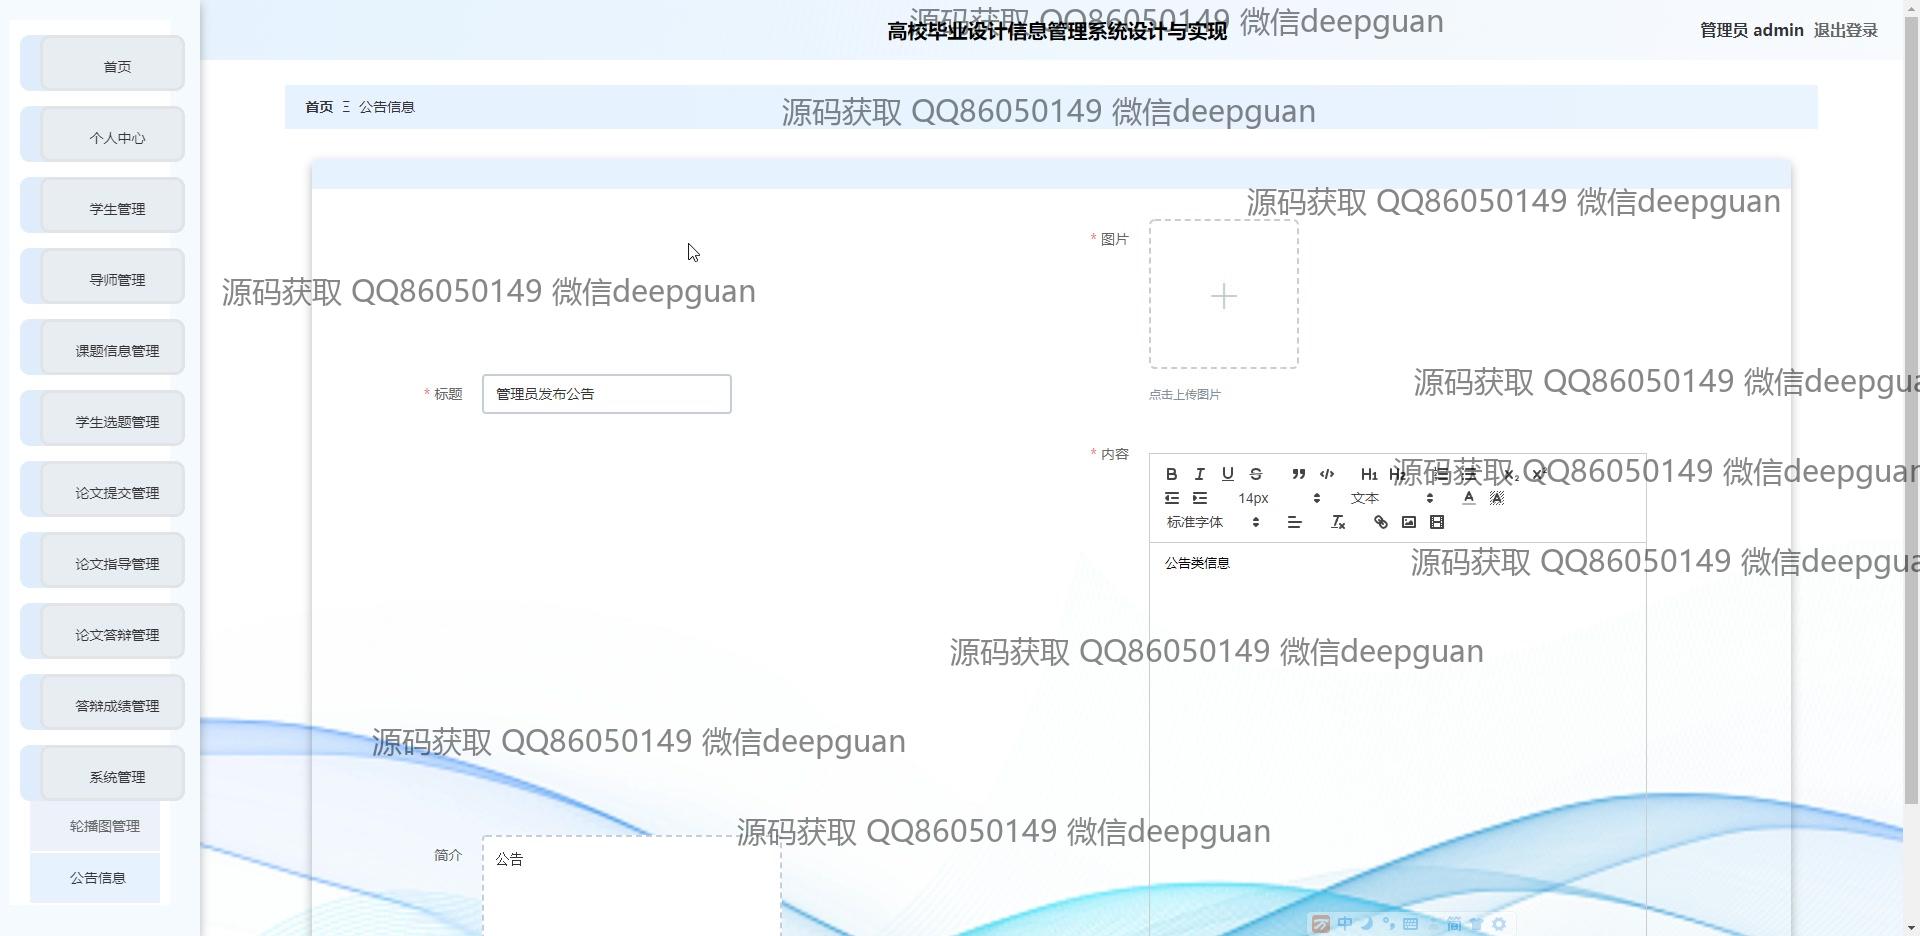 源码获取 QQ86050149 微信deepguan
高校毕业设计信息管理系统设计与实现
管理员 admin 退出登录
首页
个人中心
学生管理
导师管理
课题信息管理
学生选题管理
论文提交管理
论文指导管理
论文答辩管理
答辩成绩管理
系统管理
轮播图管理
公告信息
首页 Ξ 公告信息
源码获取 QQ86050149 微信deepguan
源码获取 QQ86050149 微信deepguan
* 图片
源码获取 QQ86050149 微信deepguan
* 标题 管理员发布公告
点击上传图片
源码获取 QQ86050149 微信deepgua
* 内容
B I U S H1 H2
源码获取 QQ86050149 微信deepguan
14px 文本
标准字体
公告类信息
源码获取 QQ86050149 微信deepgua
源码获取 QQ86050149 微信deepguan
源码获取 QQ86050149 微信deepguan
源码获取 QQ86050149 微信deepguan
简介 公告
中 简